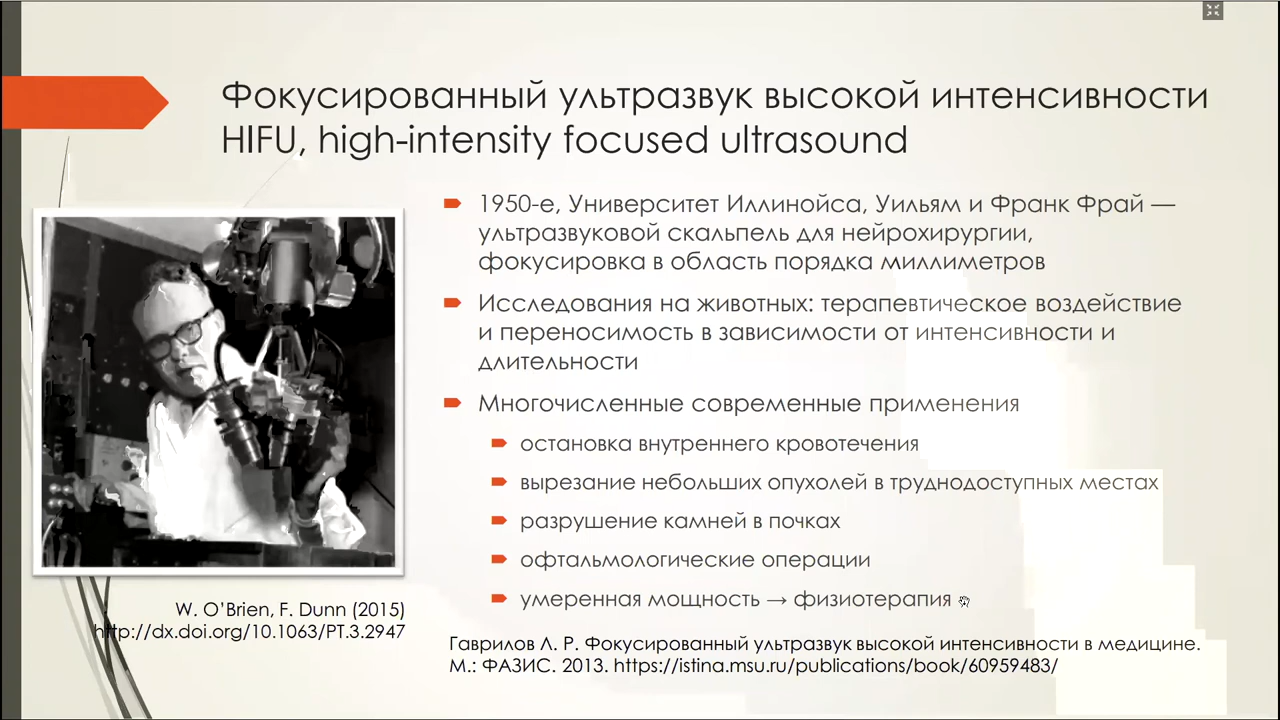 Фокусированный ультразвук высокой интенсивности
HIFU, high-intensity focused ultrasound
1950-е, Университет Иллинойса, Уильям и Франк Фрай —
ультразвуковой скальпель для нейрохирургии,
фокусировка в область порядка миллиметров
Исследования на животных: терапевтическое воздействие
и переносимость в зависимости от интенсивности и
длительности
Многочисленные современные применения
остановка внутреннего кровотечения
вырезание небольших опухолей в труднодоступных местах
разрушение камней в почках
офтальмологические операции
умеренная мощность → физиотерапия
W. O’Brien, F. Dunn (2015)
http://dx.doi.org/10.1063/PT.3.2947
Гаврилов Л. Р. Фокусированный ультразвук высокой интенсивности в медицине.
М.: ФАЗИС. 2013. https://istina.msu.ru/publications/book/60959483/